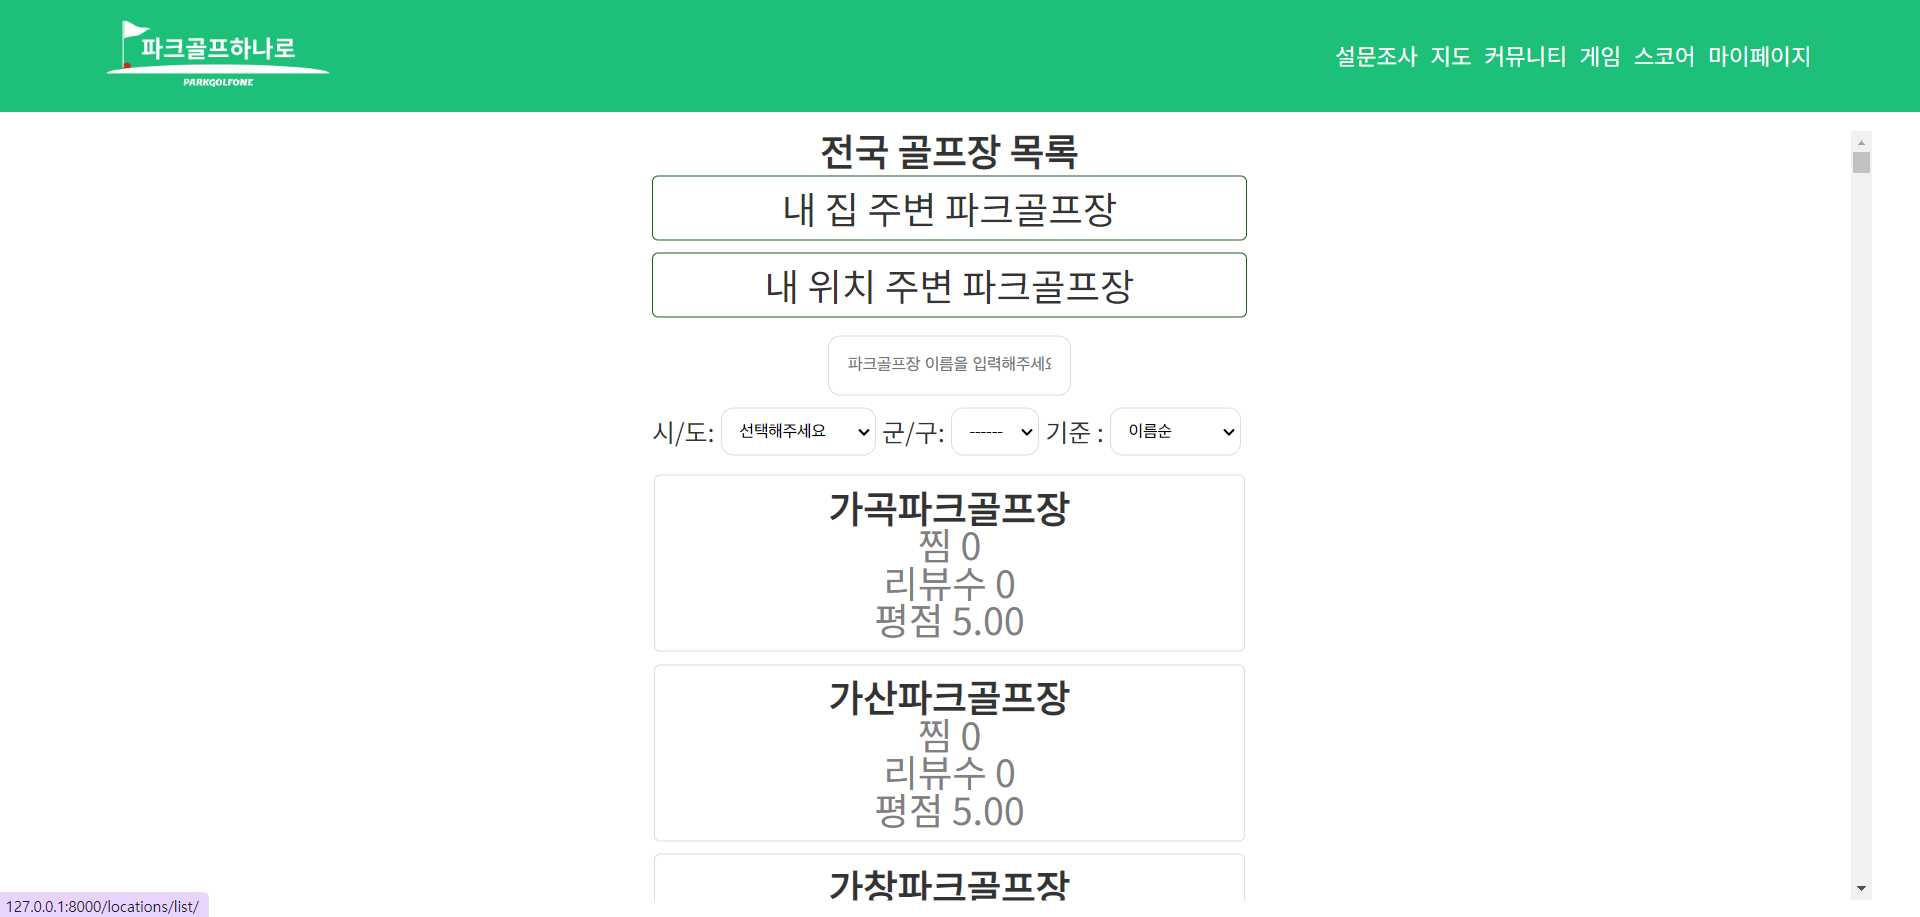 파크골프하나로
PARKGOLFONE
설문조사 지도 커뮤니티 게임 스코어 마이페이지
전국 골프장 목록
내 집 주변 파크골프장
내 위치 주변 파크골프장
파크골프장 이름을 입력해주세요
시/도: 선택해주세요 군/구: ------ 기준 : 이름순
가곡파크골프장
찜 0
리뷰수 0
평점 5.00
가산파크골프장
찜 0
리뷰수 0
평점 5.00
가창파크골프장
127.0.0.1:8000/locations/list/